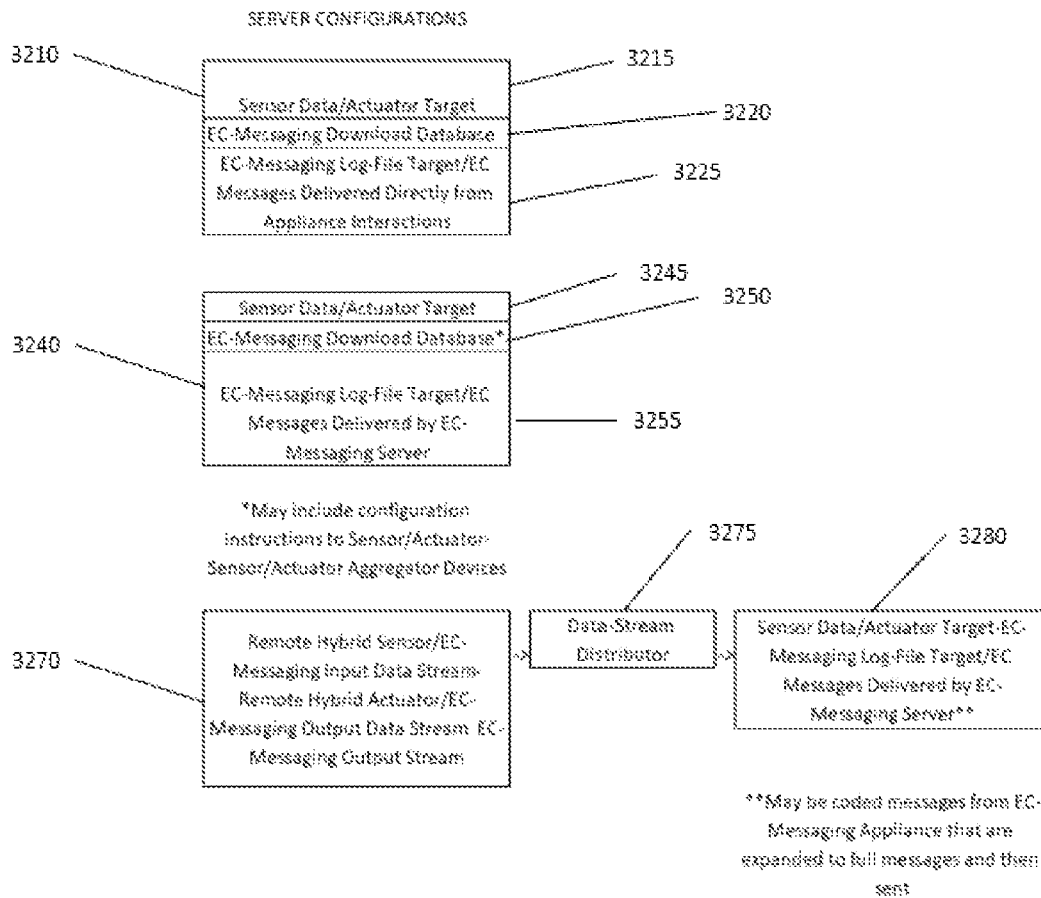 SERVER CONFIGURATIONS
3210
3215
Sensor Data/Actuator Target
3220
EC-Messaging Download Database
EC-Messaging Log-File Target/EC
Messages Delivered Directly from
Appliance Interactions
3225
3245
Sensor Data/Actuator Target
3250
EC-Messaging Download Database*
3240
EC-Messaging Log-File Target/EC
Messages Delivered by EC-
Messaging Server
3255
*May include configuration
instructions to Sensor/Actuator-
Sensor/Actuator Aggregator Devices
3275
3280
3270
Remote Hybrid Sensor/EC-
Messaging Input Data Stream-
Remote Hybrid Actuator/EC-
Messaging Output Data Stream EC-
Messaging Output Stream
Data-Stream
Distributor
Sensor Data/Actuator Target-EC-
Messaging Log-File Target/EC
Messages Delivered by EC-
Messaging Server**
**May be coded messages from EC-
Messaging Appliance that are
expanded to full messages and then
sent